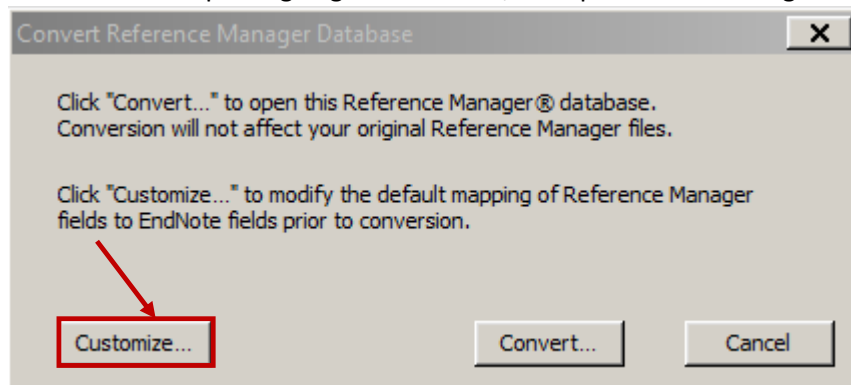 Convert Reference Manager Database
Click "Convert..." to open this Reference Manager® database.
Conversion will not affect your original Reference Manager files.
Click "Customize..." to modify the default mapping of Reference Manager
fields to EndNote fields prior to conversion.
Customize... Convert... Cancel